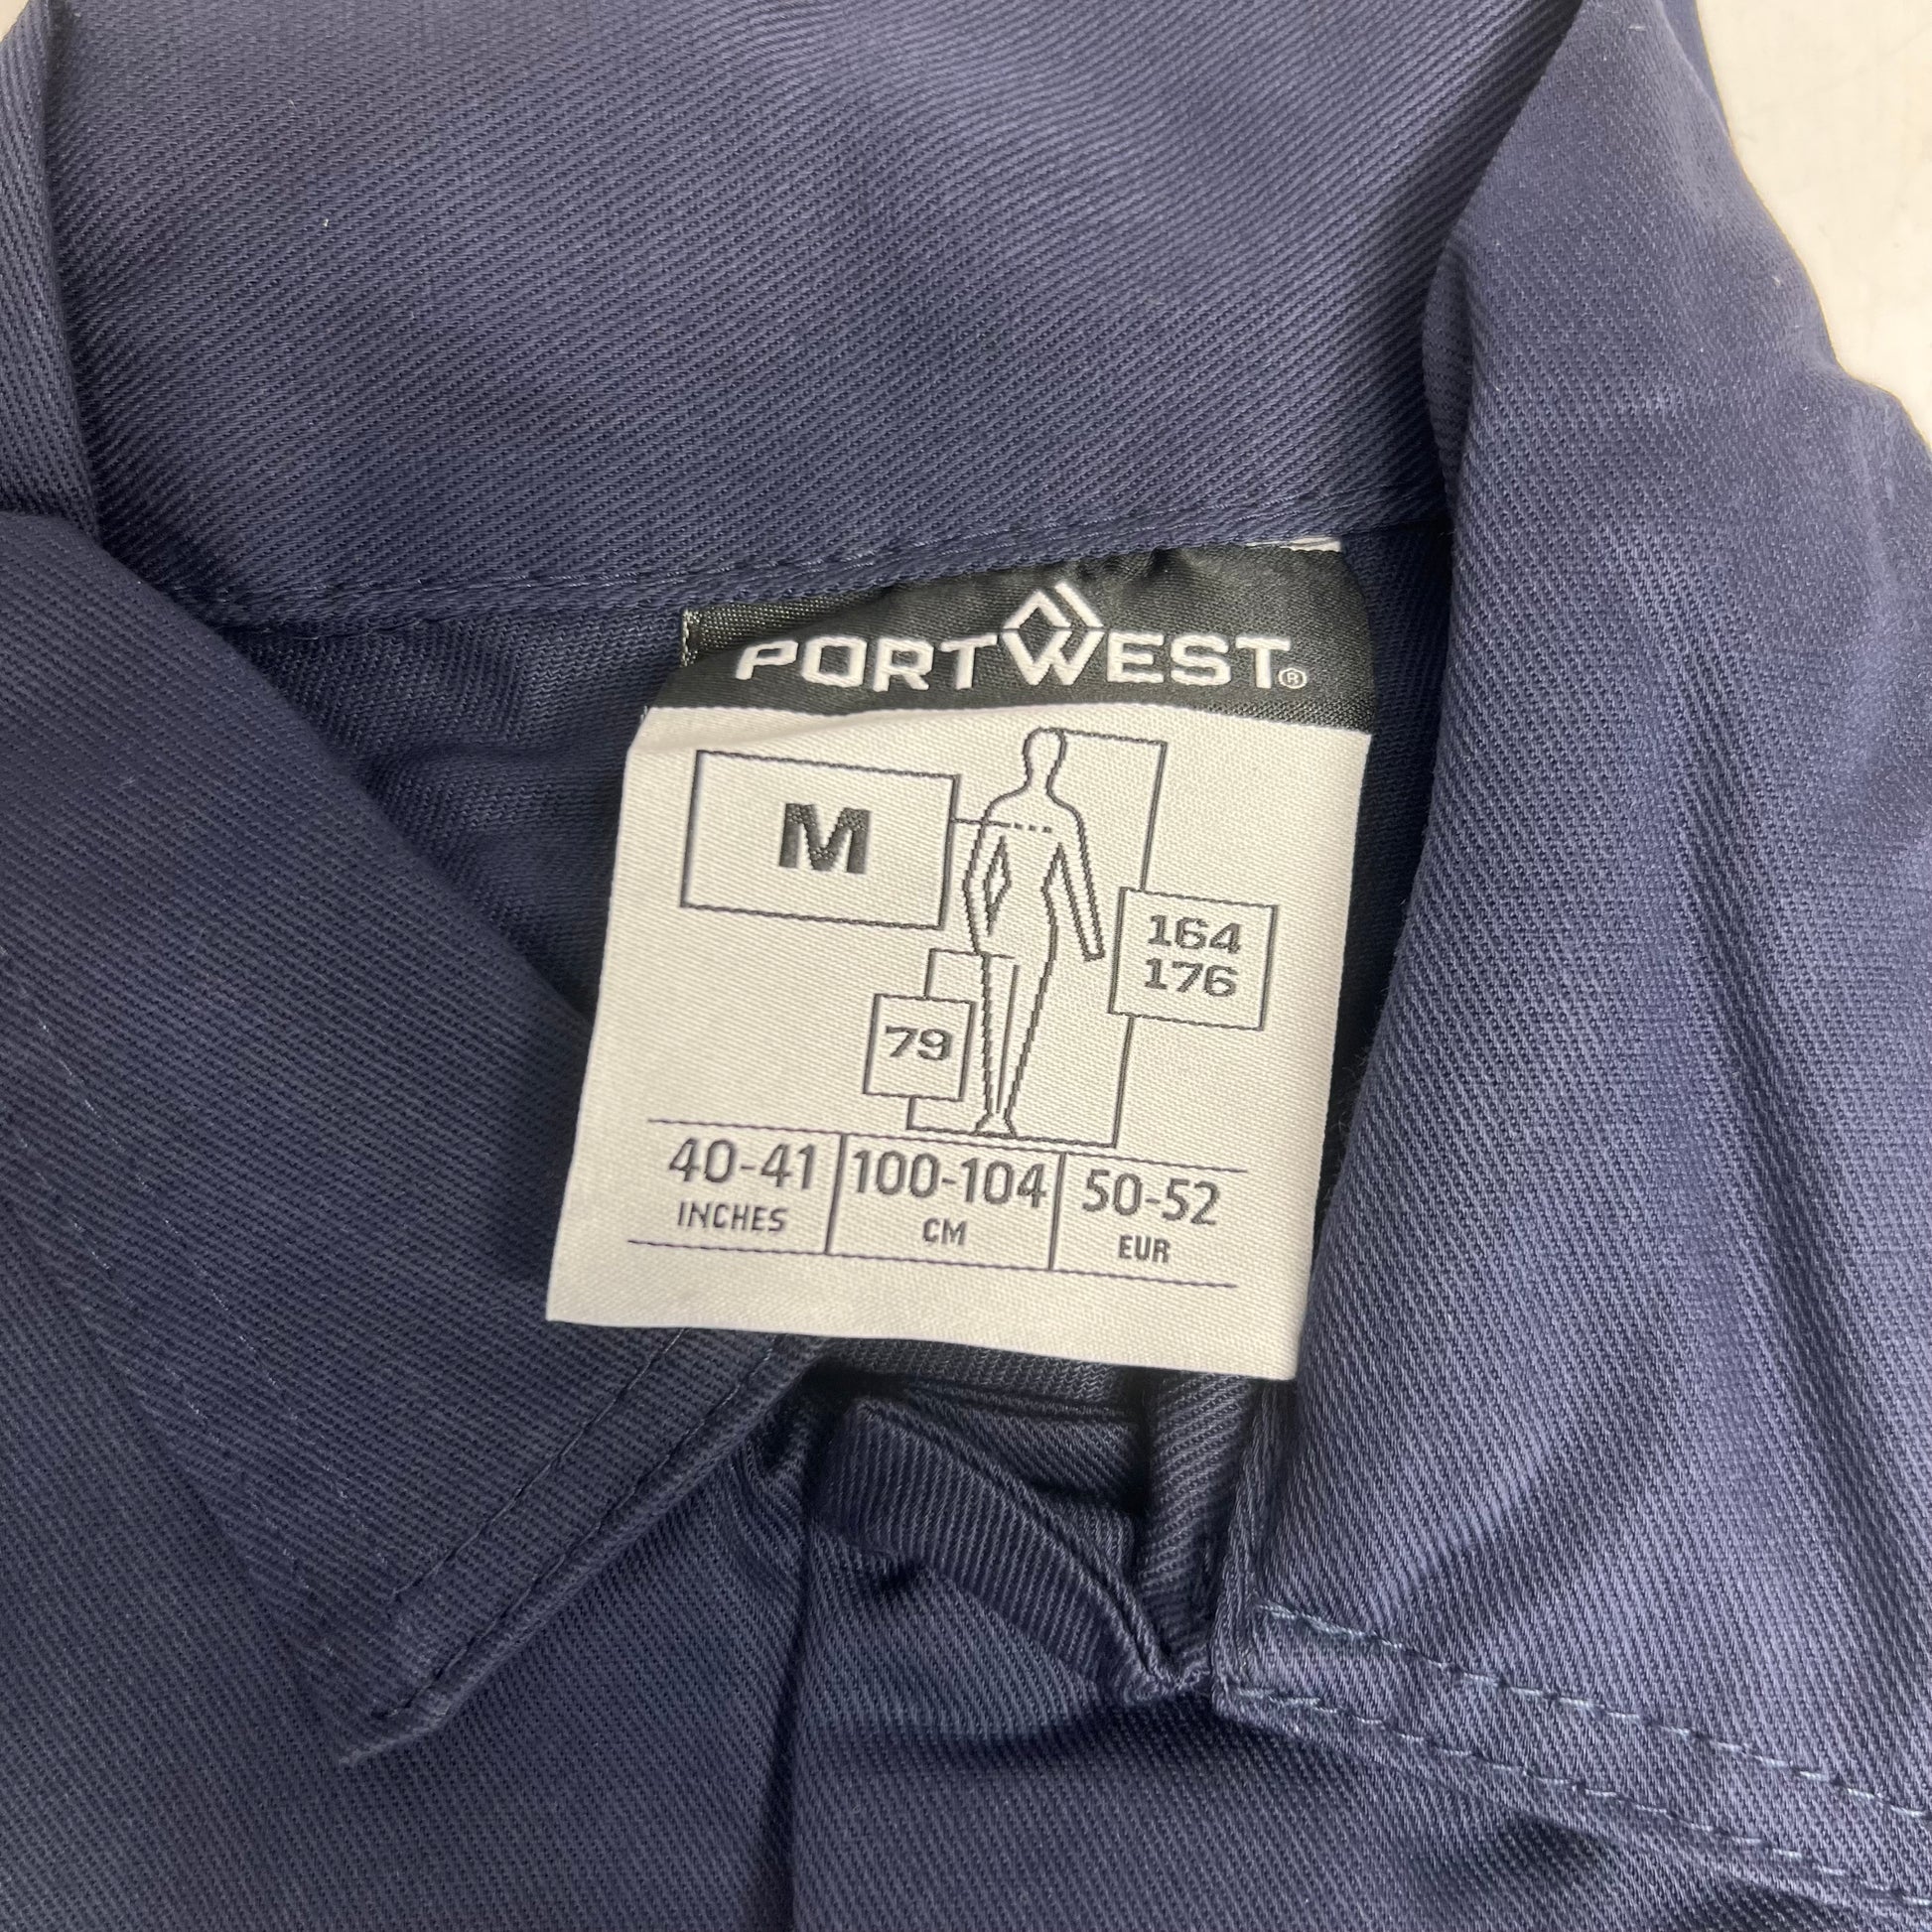 PORTWEST®
M
164
176
79
40-41 100-104 50-52
INCHES CM EUR